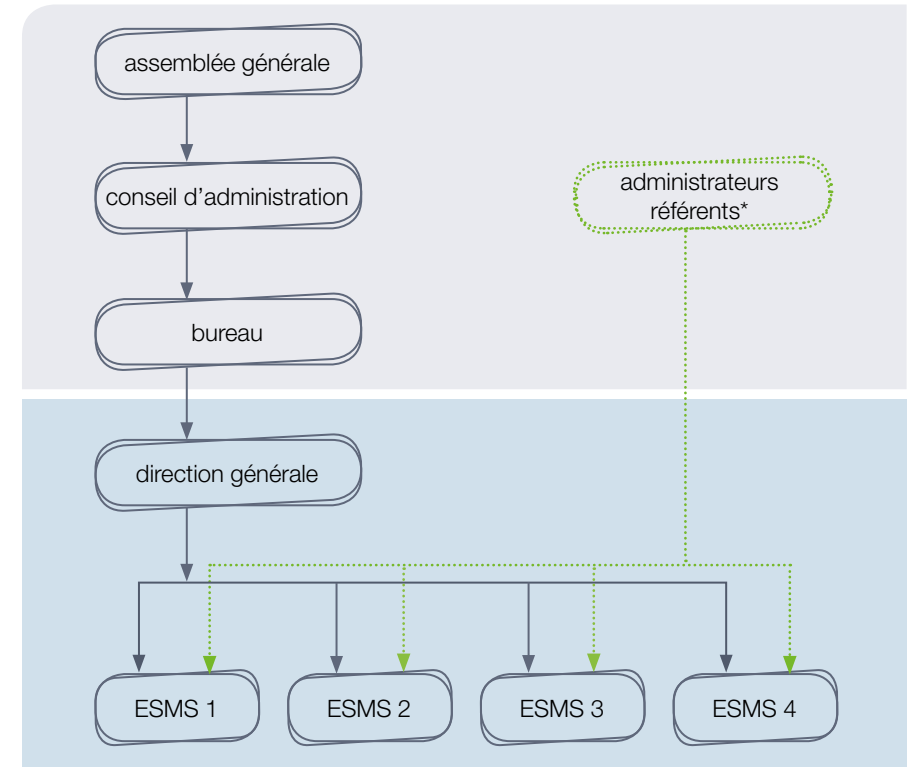 assemblée générale
conseil d’administration
administrateurs
référents*
bureau
direction générale
ESMS 1
ESMS 2
ESMS 3
ESMS 4